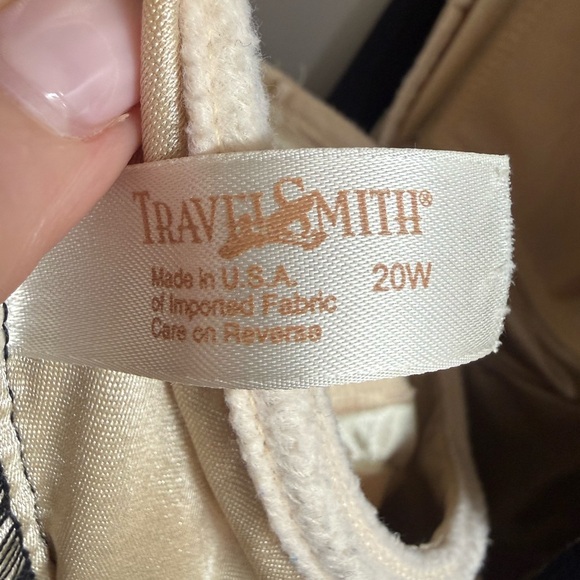 TRAVELSMITH®
Made in U.S.A. 20W
of Imported Fabric
Care on Reverse